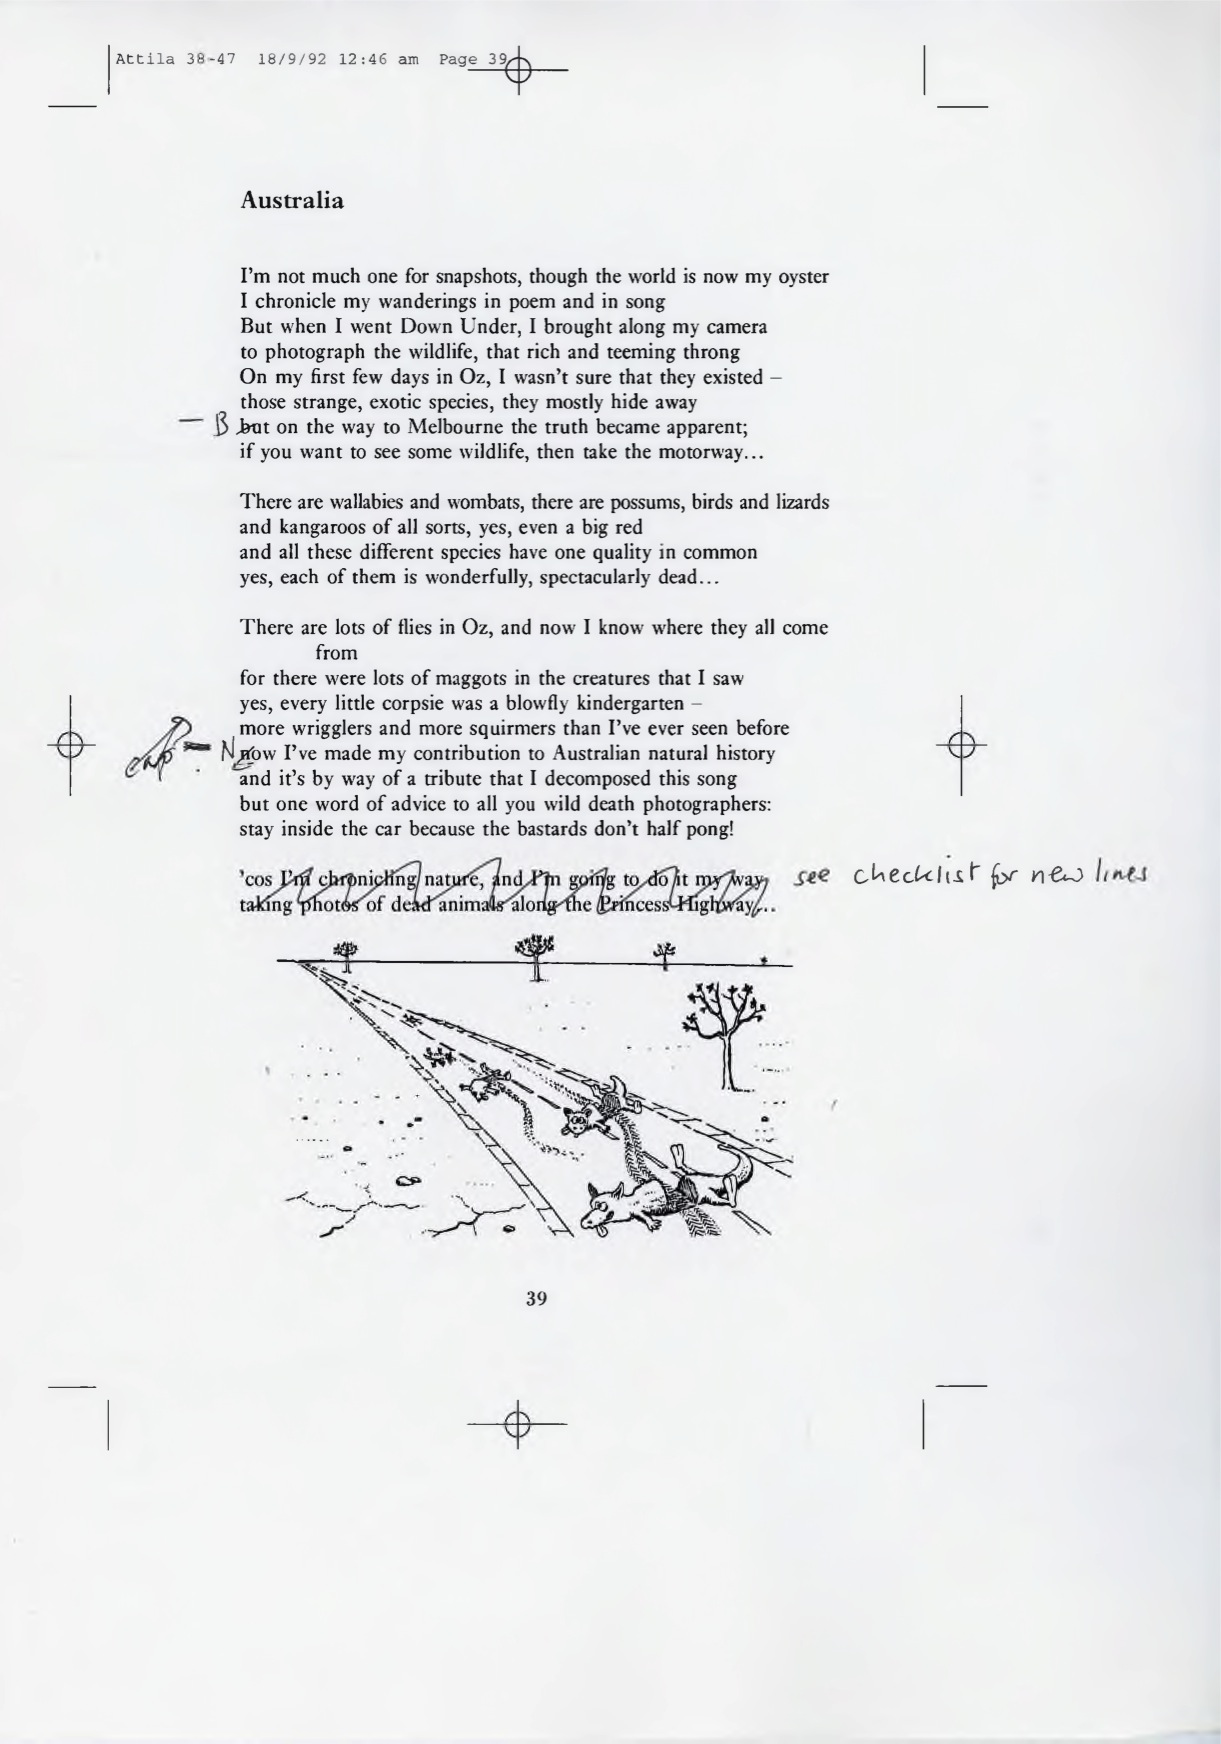 Attila 38-47 18/9/92 12:46 am Page 39
Australia
I'm not much one for snapshots, though the world is now my oyster
I chronicle my wanderings in poem and in song
But when I went Down Under, I brought along my camera
to photograph the wildlife, that rich and teeming throng
On my first few days in Oz, I wasn't sure that they existed –
those strange, exotic species, they mostly hide away
– B but on the way to Melbourne the truth became apparent;
if you want to see some wildlife, then take the motorway...
There are wallabies and wombats, there are possums, birds and lizards
and kangaroos of all sorts, yes, even a big red
and all these different species have one quality in common
yes, each of them is wonderfully, spectacularly dead...
There are lots of flies in Oz, and now I know where they all come
from
for there were lots of maggots in the creatures that I saw
yes, every little corpsie was a blowfly kindergarten –
more wrigglers and more squirmers than I've ever seen before
cap – N now I've made my contribution to Australian natural history
and it's by way of a tribute that I decomposed this song
but one word of advice to all you wild death photographers:
stay inside the car because the bastards don't half pong!
'cos I'm chronicling nature, and I'm going to do it my way, see checklist for new lines
taking photos of dead animals along the Princess Highway...
39